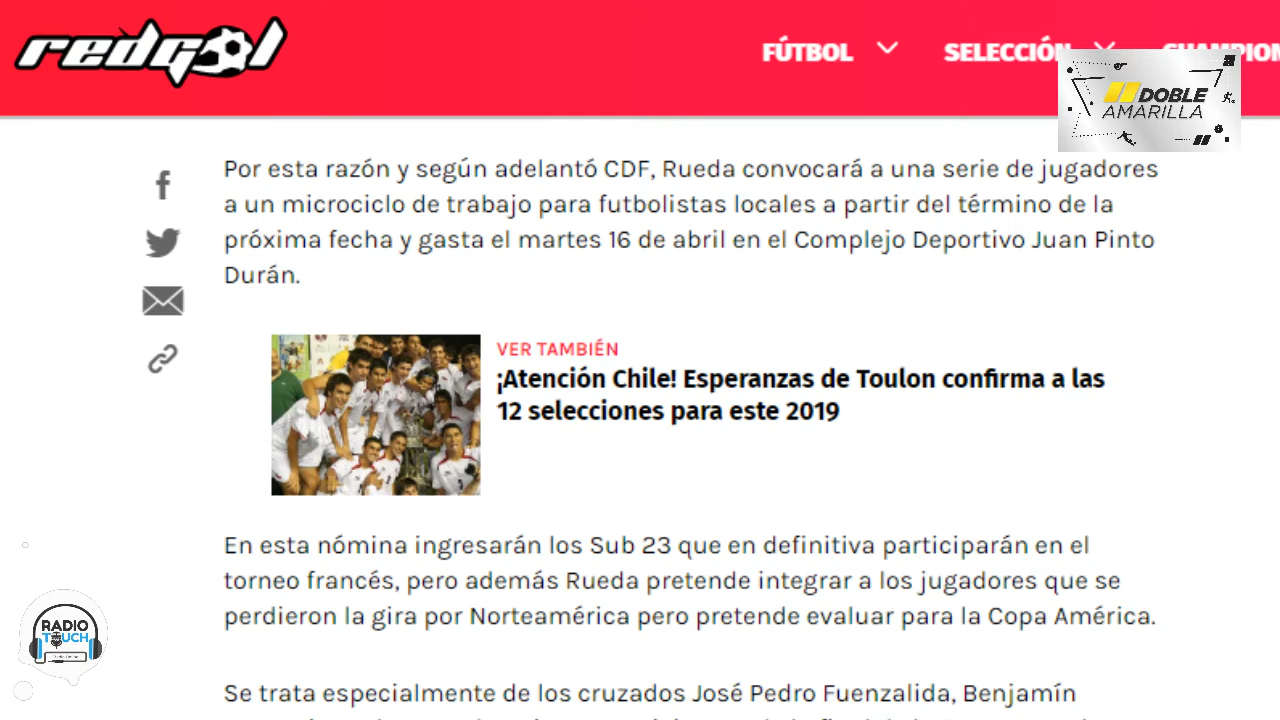 redgol
FÚTBOL
SELECCIÓN
DOBLE
AMARILLA
Por esta razón y según adelantó CDF, Rueda convocará a una serie de jugadores
a un microciclo de trabajo para futbolistas locales a partir del término de la
próxima fecha y gasta el martes 16 de abril en el Complejo Deportivo Juan Pinto
Durán.
VER TAMBIÉN
¡Atención Chile! Esperanzas de Toulon confirma a las
12 selecciones para este 2019
En esta nómina ingresarán los Sub 23 que en definitiva participarán en el
torneo francés, pero además Rueda pretende integrar a los jugadores que se
perdieron la gira por Norteamérica pero pretende evaluar para la Copa América.
RADIO
TOUCH
Se trata especialmente de los cruzados José Pedro Fuenzalida, Benjamín